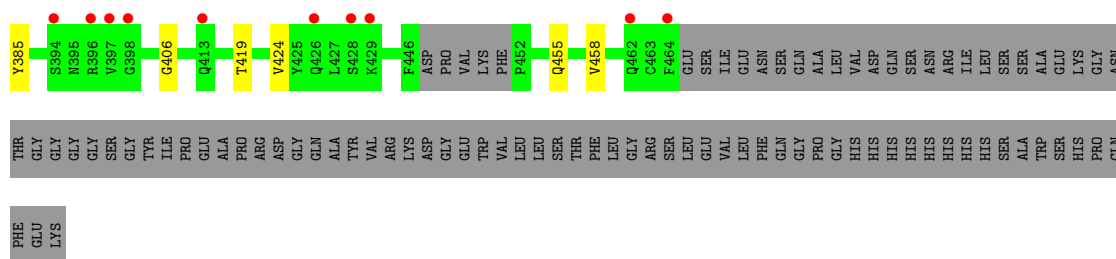 Y385 S394 N395 R396 V397 G398 G406 Q413 T419 V424 Y425 Q426 L427 S428 K429 F446 ASP PRO VAL LYS PHE P452 Q455 V458 Q462 C463 F464 GLU SER ILE GLU ASN SER GLN ALA LEU VAL ASP GLN SER ASN ARG ILE LEU SER SER ALA GLU LYS GLY ASN
THR GLY GLY GLY GLY SER GLY TYR ILE PRO GLU ALA PRO ARG ASP GLY GLN ALA TYR VAL ARG LYS ASP GLY GLU TRP VAL LEU LEU SER THR PHE LEU GLY ARG SER LEU GLU VAL LEU PHE GLN GLY PRO GLY HIS HIS HIS HIS HIS ASN HIS HIS HIS SER ALA TRP SER HIS PRO GLN
PHE GLU LYS